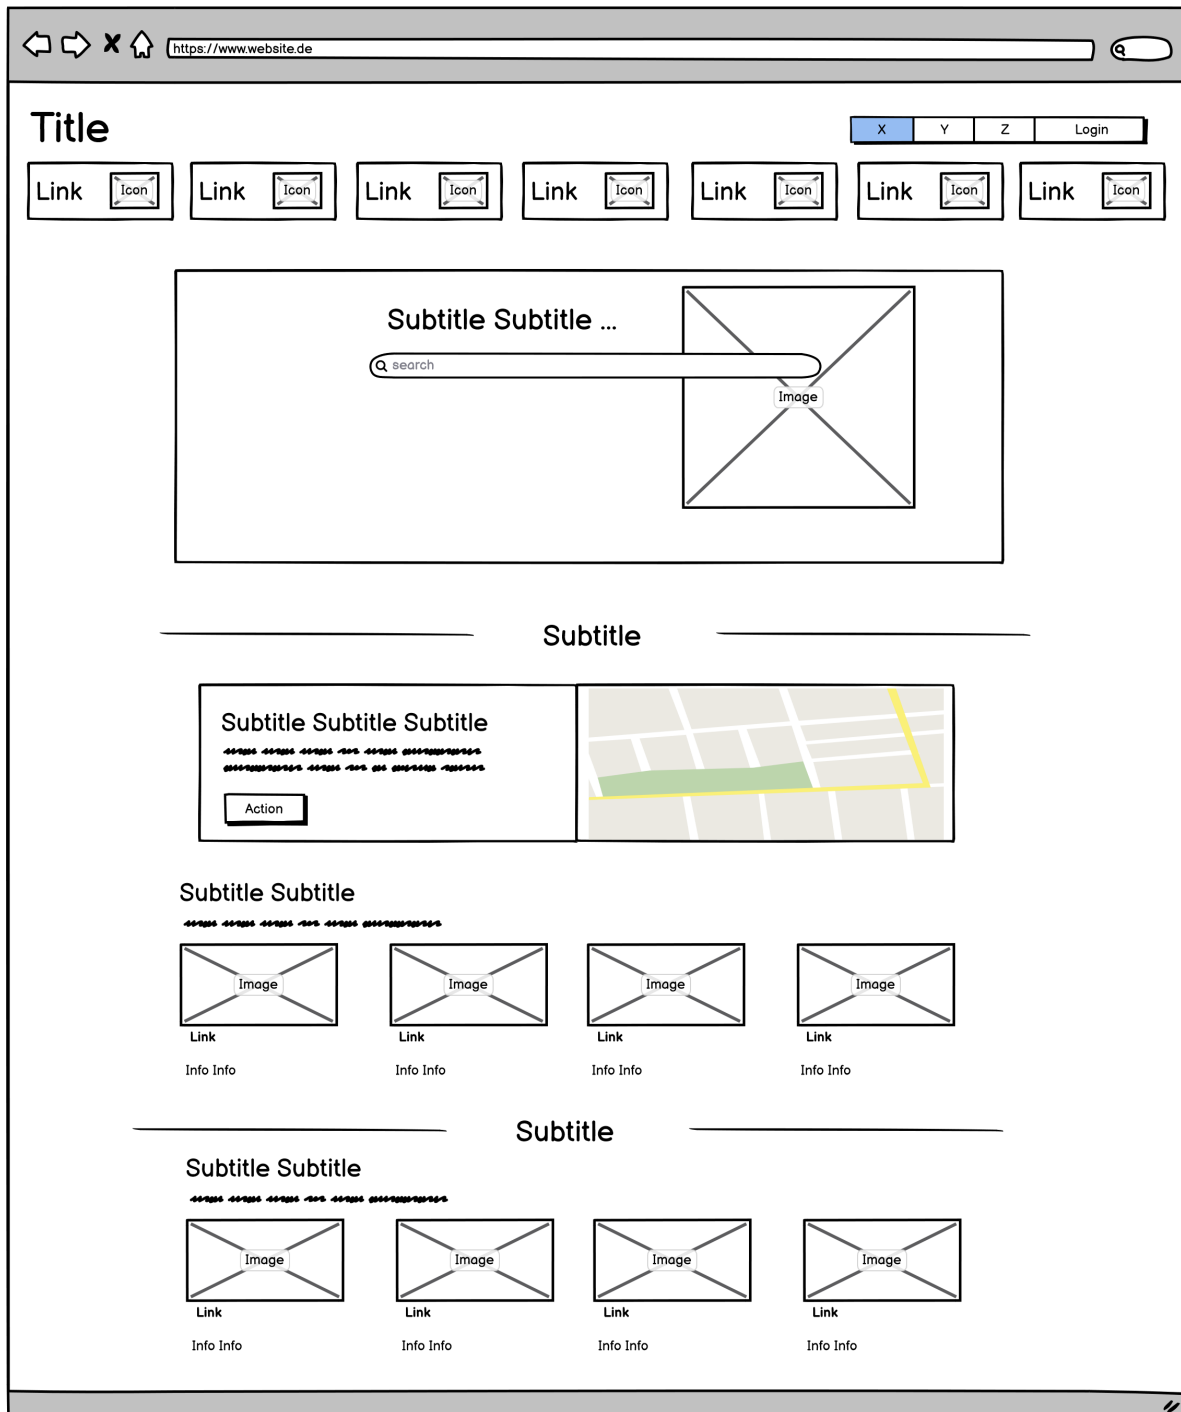 https://www.website.de
Title
X Y Z Login
Link Icon Link Icon Link Icon Link Icon Link Icon Link Icon Link Icon
Subtitle Subtitle ...
search
Image
Subtitle
Subtitle Subtitle Subtitle
Action
Subtitle Subtitle
Image Image Image Image
Link Link Link Link
Info Info Info Info Info Info Info Info
Subtitle
Subtitle Subtitle
Image Image Image Image
Link Link Link Link
Info Info Info Info Info Info Info Info